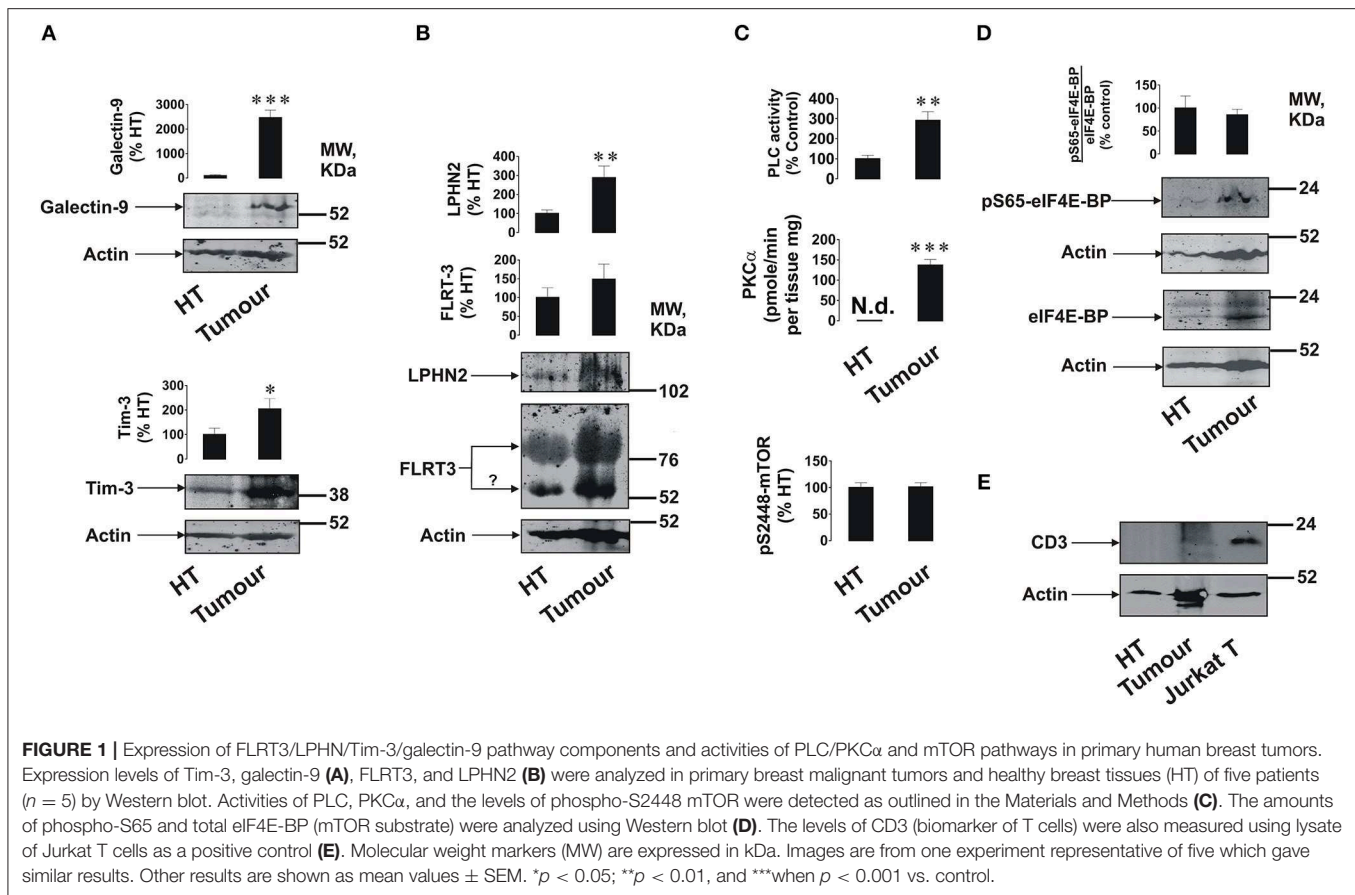 A
Galectin-9
(% HT)
3000
2000
1000
0
***
MW,
KDa
Galectin-9
52
Actin
52
HT
Tumour
Tim-3
(% HT)
300
200
100
0
*
Tim-3
38
Actin
52
HT
Tumour
B
LPHN2
(% HT)
400
300
200
100
0
**
FLRT-3
(% HT)
200
150
100
50
0
MW,
KDa
LPHN2
102
FLRT3
?
76
52
Actin
52
HT
Tumour
C
PLC activity
(% Control)
400
300
200
100
0
**
PKCα
(pmole/min
per tissue mg)
200
150
100
50
0
N.d.
***
HT
Tumour
pS2448-mTOR
(% HT)
150
100
50
0
HT
Tumour
D
pS65-eIF4E-BP
eIF4E-BP
(% control)
150
100
50
0
MW,
KDa
pS65-eIF4E-BP
24
Actin
52
eIF4E-BP
24
Actin
52
HT
Tumour
E
CD3
24
Actin
52
HT
Tumour
Jurkat T
FIGURE 1 | Expression of FLRT3/LPHN/Tim-3/galectin-9 pathway components and activities of PLC/PKCα and mTOR pathways in primary human breast tumors.
Expression levels of Tim-3, galectin-9 (A), FLRT3, and LPHN2 (B) were analyzed in primary breast malignant tumors and healthy breast tissues (HT) of five patients
(n = 5) by Western blot. Activities of PLC, PKCα, and the levels of phospho-S2448 mTOR were detected as outlined in the Materials and Methods (C). The amounts
of phospho-S65 and total eIF4E-BP (mTOR substrate) were analyzed using Western blot (D). The levels of CD3 (biomarker of T cells) were also measured using lysate
of Jurkat T cells as a positive control (E). Molecular weight markers (MW) are expressed in kDa. Images are from one experiment representative of five which gave
similar results. Other results are shown as mean values ± SEM. *p < 0.05; **p < 0.01, and ***when p < 0.001 vs. control.